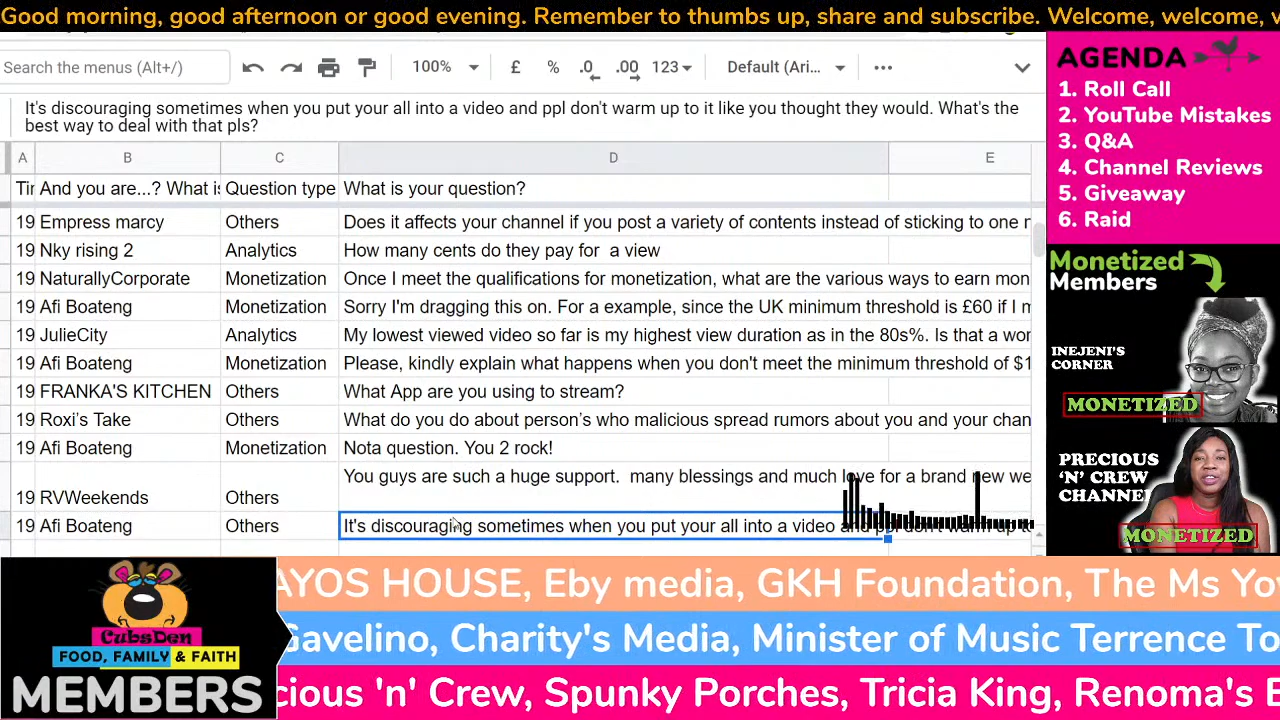 Good morning, good afternoon or good evening. Remember to thumbs up, share and subscribe. Welcome, welcome,
Search the menus (Alt+/)
100%
£ % .0 .00 123
Default (Ari...
It's discouraging sometimes when you put your all into a video and ppl don't warm up to it like you thought they would. What's the
best way to deal with that pls?
A B C D E
And you are...? What Question type What is your question?
19 Empress marcy Others Does it affects your channel if you post a variety of contents instead of sticking to one
19 Nky rising 2 Analytics How many cents do they pay for a view
19 NaturallyCorporate Monetization Once I meet the qualifications for monetization, what are the various ways to earn mon
19 Afi Boateng Monetization Sorry I'm dragging this on. For a example, since the UK minimum threshold is £60 if I
19 JulieCity Analytics My lowest viewed video so far is my highest view duration as in the 80s%. Is that a wor
19 Afi Boateng Monetization Please, kindly explain what happens when you don't meet the minimum threshold of $1
19 FRANKA'S KITCHEN Others What App are you using to stream?
19 Roxi's Take Others What do you do about person's who malicious spread rumors about you and your chan
19 Afi Boateng Monetization Nota question. You 2 rock!
You guys are such a huge support. many blessings and much love for a brand new we
19 RVWeekends Others
19 Afi Boateng Others It's discouraging sometimes when you put your all into a video and ppl don't warm up to
AGENDA
1. Roll Call
2. YouTube Mistakes
3. Q&A
4. Channel Reviews
5. Giveaway
6. Raid
Monetized
Members
INEJENI'S
CORNER
MONETIZED
PRECIOUS
'N' CREW
CHANNEL
MONETIZED
CubsDen
FOOD, FAMILY & FAITH
MEMBERS
AYOS HOUSE, Eby media, GKH Foundation, The Ms Yo
Gavelino, Charity's Media, Minister of Music Terrence To
cious 'n' Crew, Spunky Porches, Tricia King, Renoma's